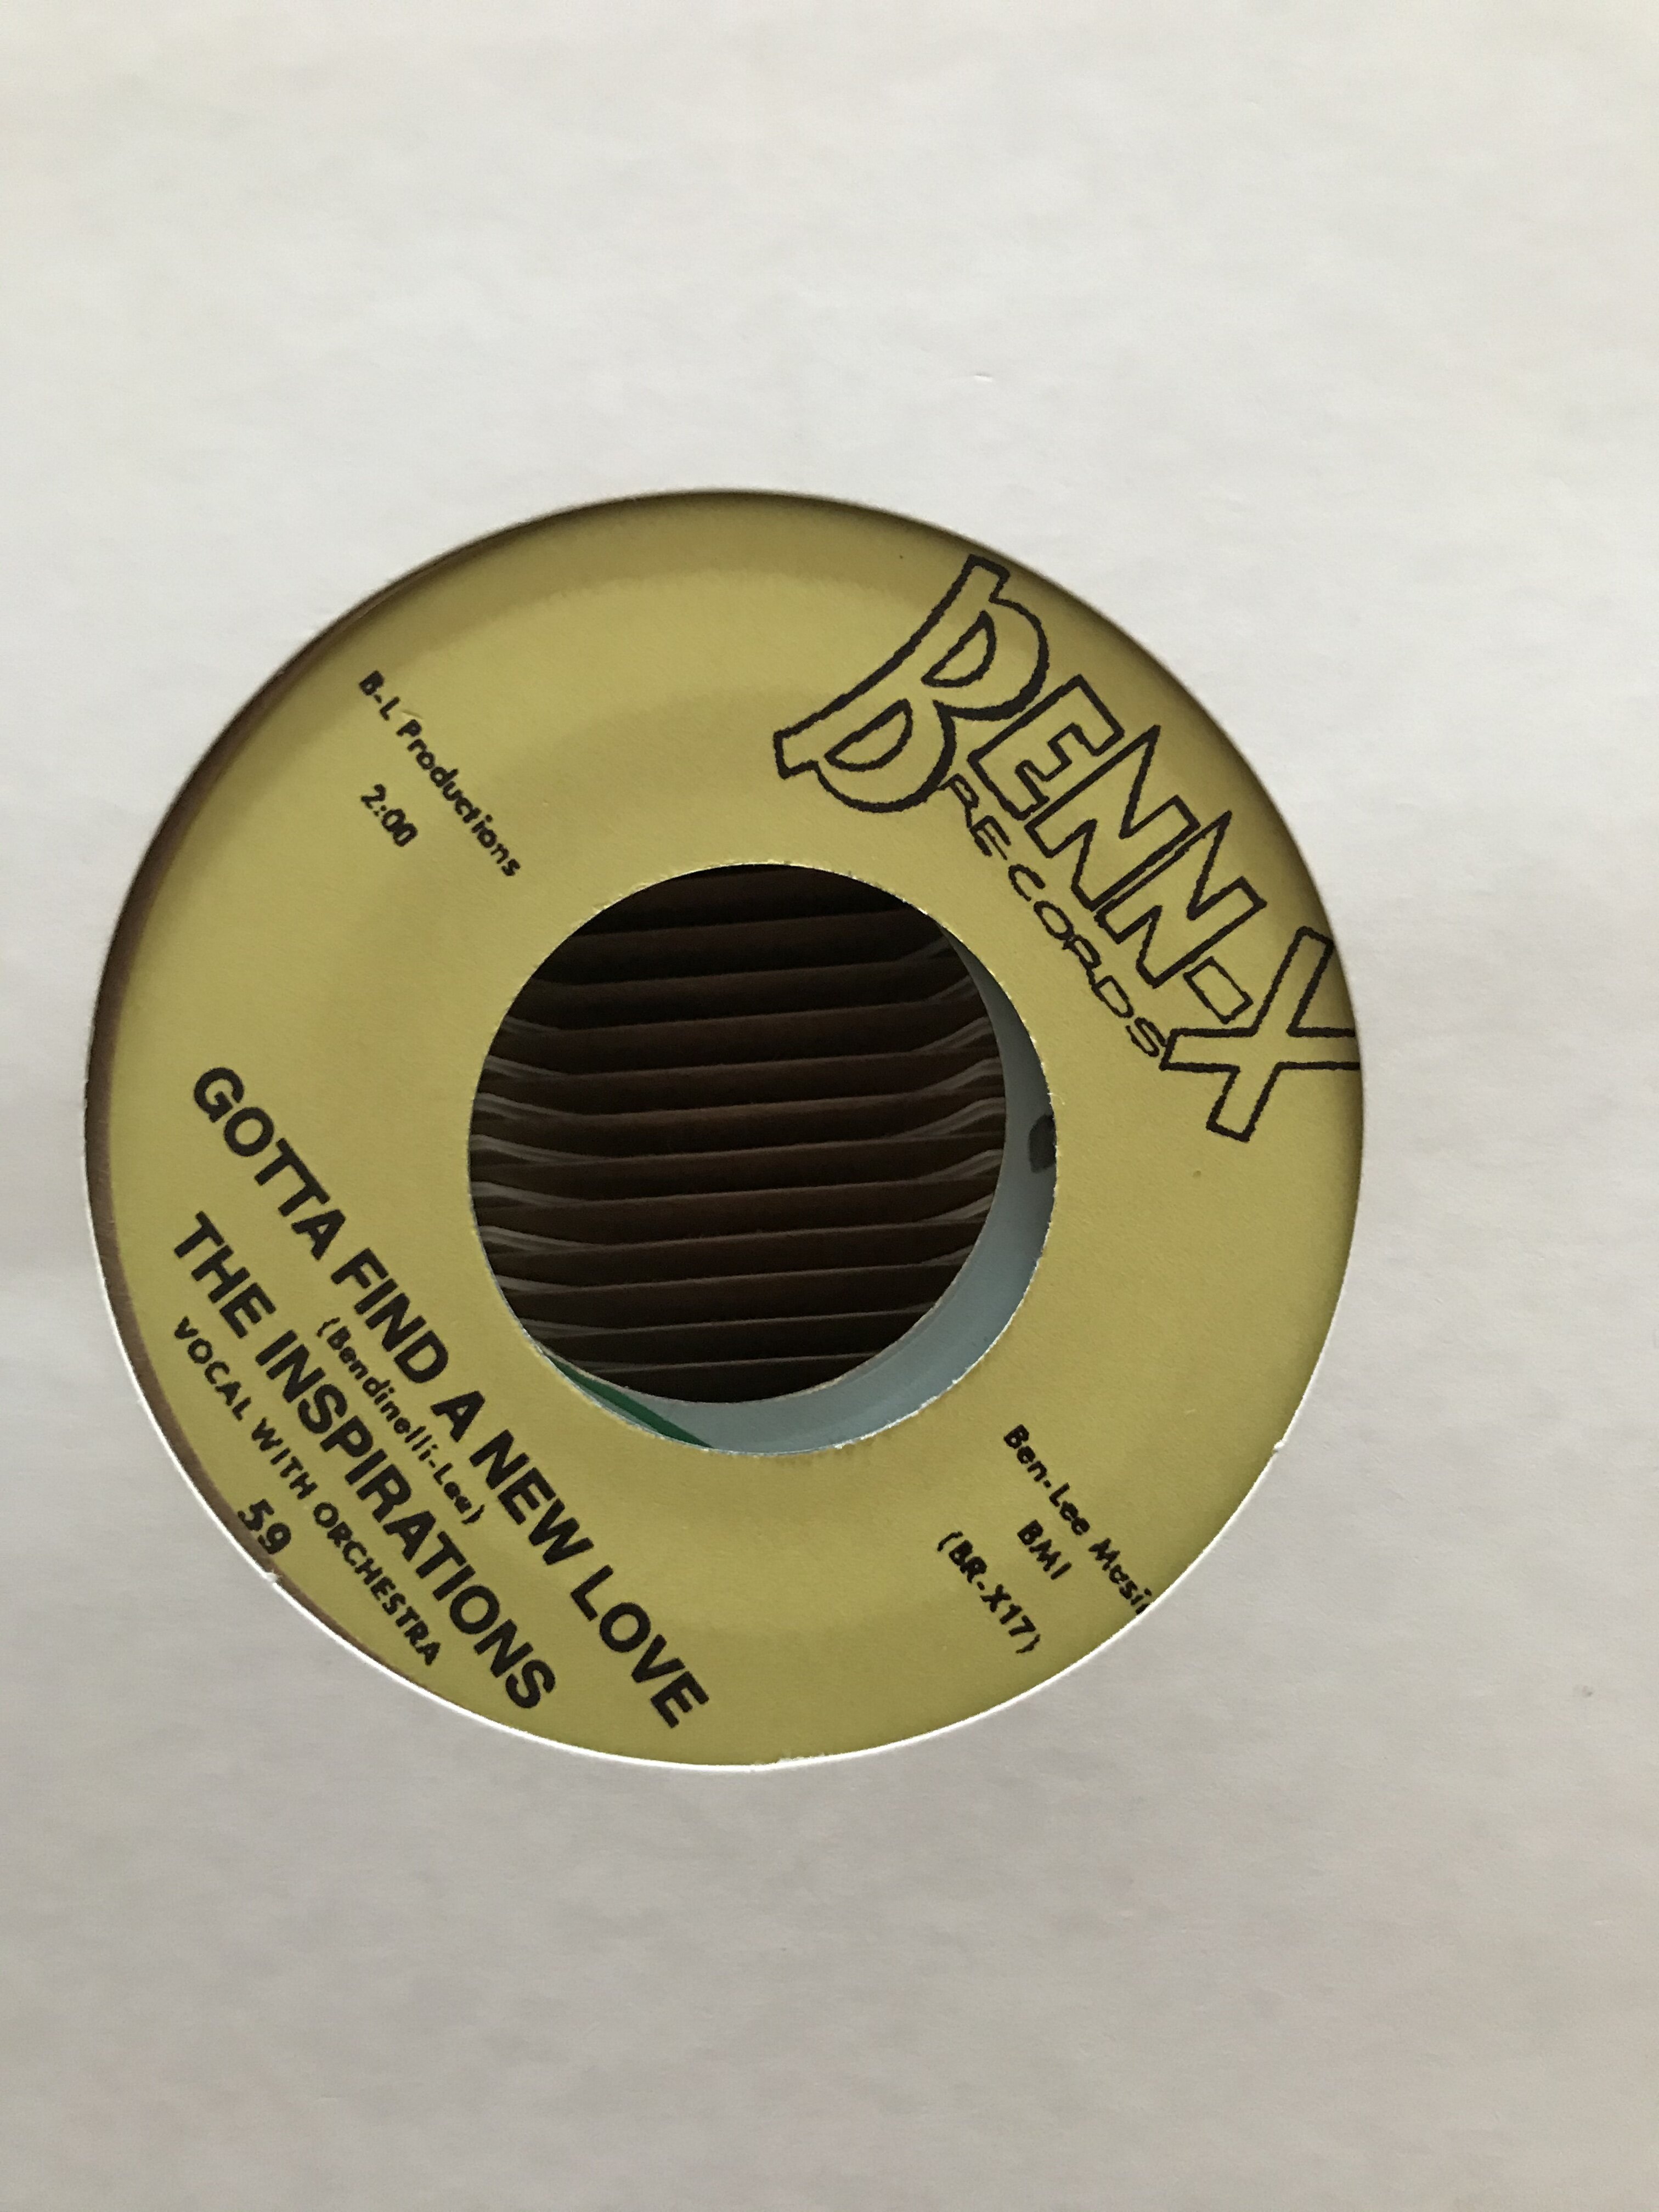 BENN-X
RECORDS
B-L Productions
2:00
Ben-Lee Musi
BMI
(BR-X17)
GOTTA FIND A NEW LOVE
(Bendinelli-Lee)
THE INSPIRATIONS
VOCAL WITH ORCHESTRA
59